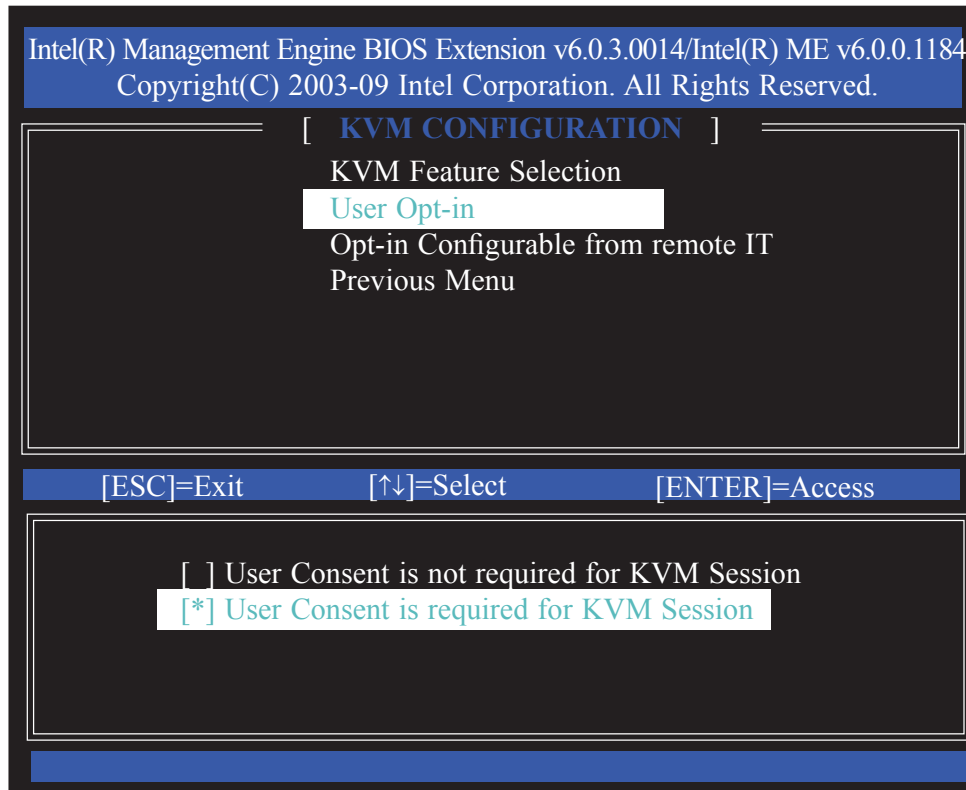 Intel(R) Management Engine BIOS Extension v6.0.3.0014/Intel(R) ME v6.0.0.1184
Copyright(C) 2003-09 Intel Corporation. All Rights Reserved.
[ KVM CONFIGURATION ]
KVM Feature Selection
User Opt-in
Opt-in Configurable from remote IT
Previous Menu
[ESC]=Exit [↑↓]=Select [ENTER]=Access
[ ] User Consent is not required for KVM Session
[*] User Consent is required for KVM Session